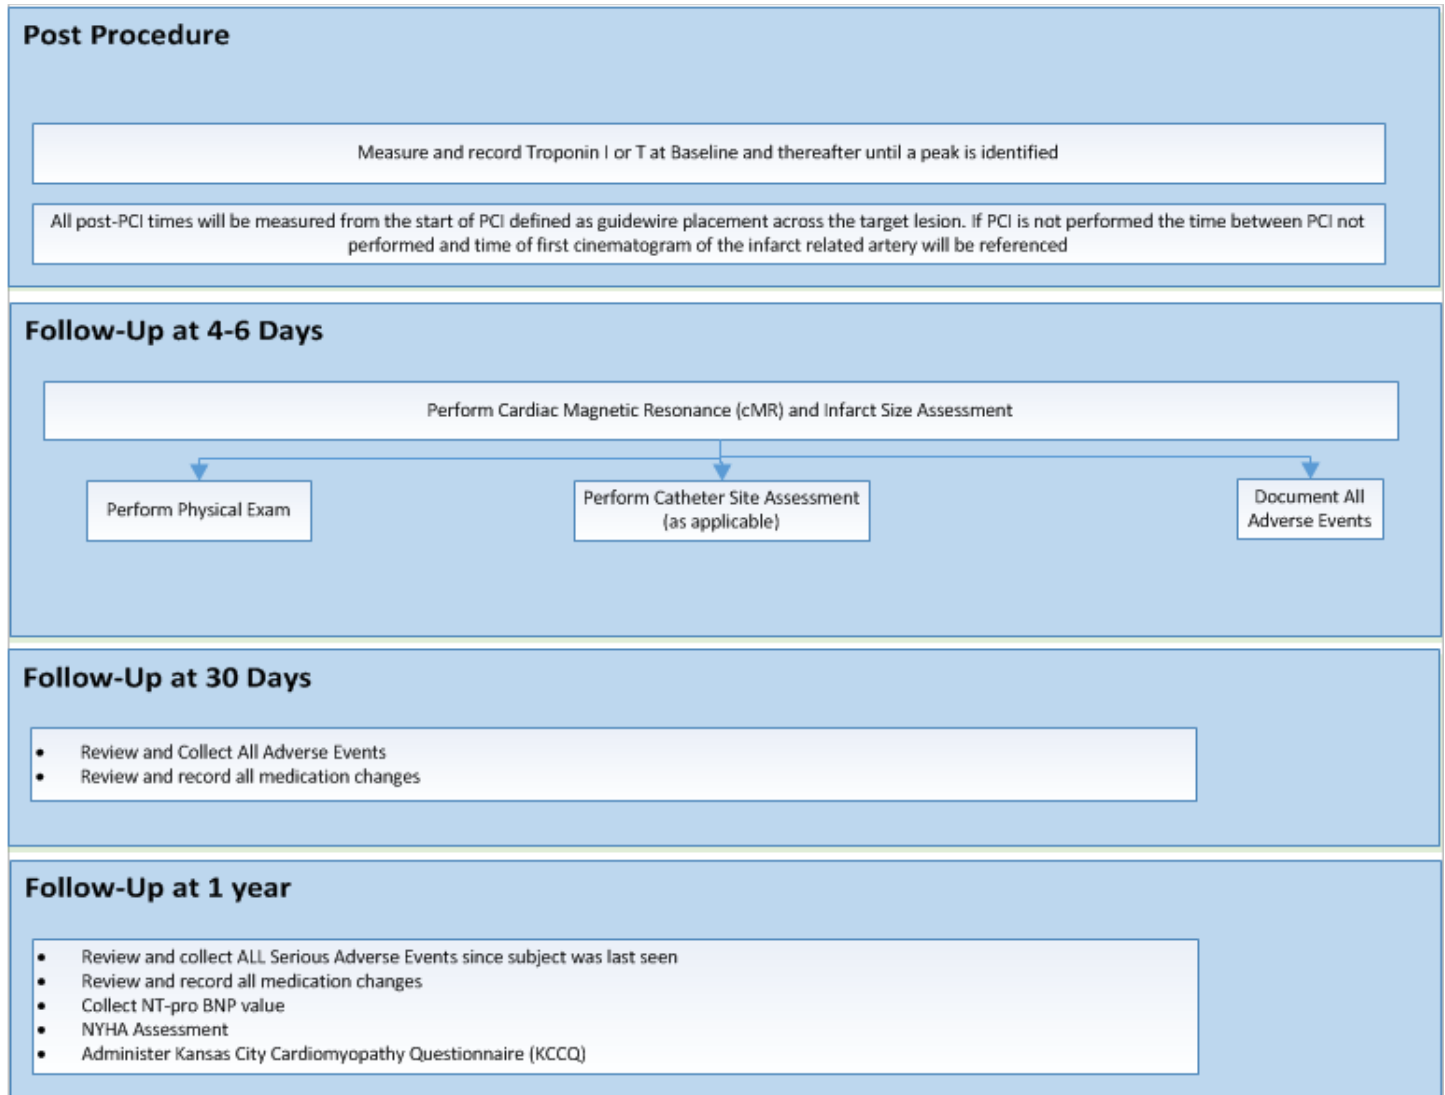 Post Procedure
Measure and record Troponin I or T at Baseline and thereafter until a peak is identified
All post-PCI times will be measured from the start of PCI defined as guidewire placement across the target lesion. If PCI is not performed the time between PCI not
performed and time of first cinematogram of the infarct related artery will be referenced
Follow-Up at 4-6 Days
Perform Cardiac Magnetic Resonance (cMR) and Infarct Size Assessment
Perform Physical Exam
Perform Catheter Site Assessment
(as applicable)
Document All
Adverse Events
Follow-Up at 30 Days
• Review and Collect All Adverse Events
• Review and record all medication changes
Follow-Up at 1 year
• Review and collect ALL Serious Adverse Events since subject was last seen
• Review and record all medication changes
• Collect NT-pro BNP value
• NYHA Assessment
• Administer Kansas City Cardiomyopathy Questionnaire (KCCQ)